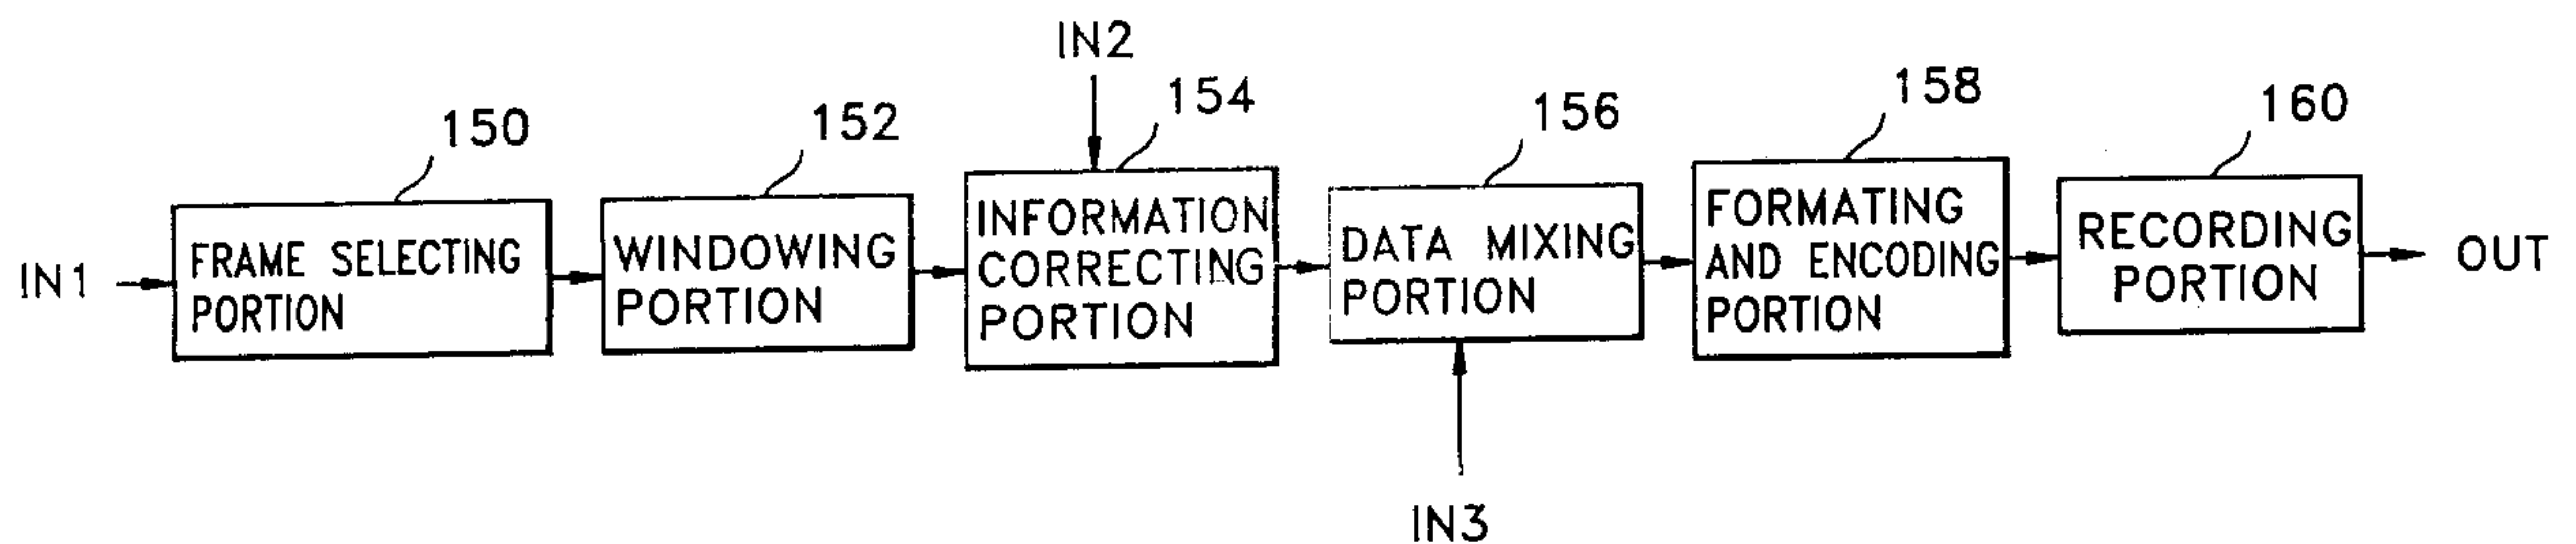 IN2
150
152
154
156
158
160
IN1
FRAME SELECTING
PORTION
WINDOWING
PORTION
INFORMATION
CORRECTING
PORTION
DATA MIXING
PORTION
FORMATING
AND ENCODING
PORTION
RECORDING
PORTION
OUT
IN3